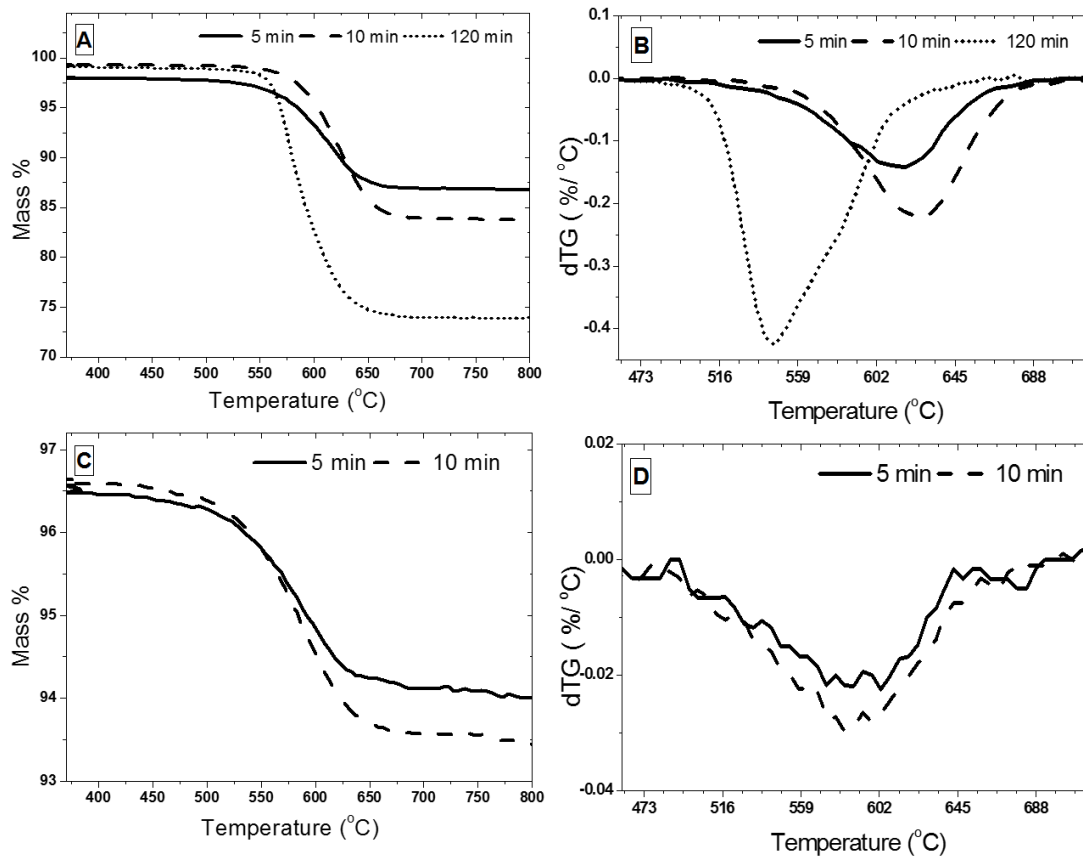 A
5 min 10 min 120 min
100
95
90
85
80
75
70
Mass %
400 450 500 550 600 650 700 750 800
Temperature (°C)
B
5 min 10 min 120 min
0.1
0.0
-0.1
-0.2
-0.3
-0.4
dTG ( %/ °C)
473 516 559 602 645 688
Temperature (°C)
C
5 min 10 min
97
96
95
94
93
Mass %
400 450 500 550 600 650 700 750 800
Temperature (°C)
D
5 min 10 min
0.02
0.00
-0.02
-0.04
dTG ( %/ °C)
473 516 559 602 645 688
Temperature (°C)